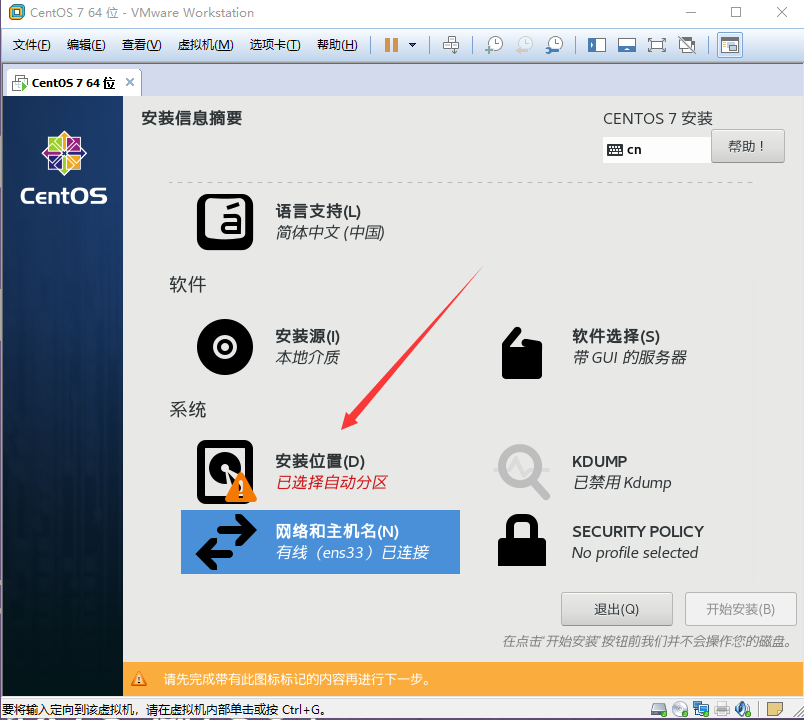 CentOS 7 64 位 - VMware Workstation
文件(F) 编辑(E) 查看(V) 虚拟机(M) 选项卡(T) 帮助(H)
CentOS 7 64 位
安装信息摘要
CENTOS 7 安装
cn
帮助！
CentOS
语言支持(L)
简体中文 (中国)
软件
安装源(I)
本地介质
软件选择(S)
带 GUI 的服务器
系统
安装位置(D)
已选择自动分区
KDUMP
已禁用 Kdump
网络和主机名(N)
有线（ens33）已连接
SECURITY POLICY
No profile selected
退出(Q)
开始安装(B)
在点击'开始安装'按钮前我们并不会操作您的磁盘。
请先完成带有此图标标记的内容再进行下一步。
要将输入定向到该虚拟机，请在虚拟机内部单击或按 Ctrl+G。